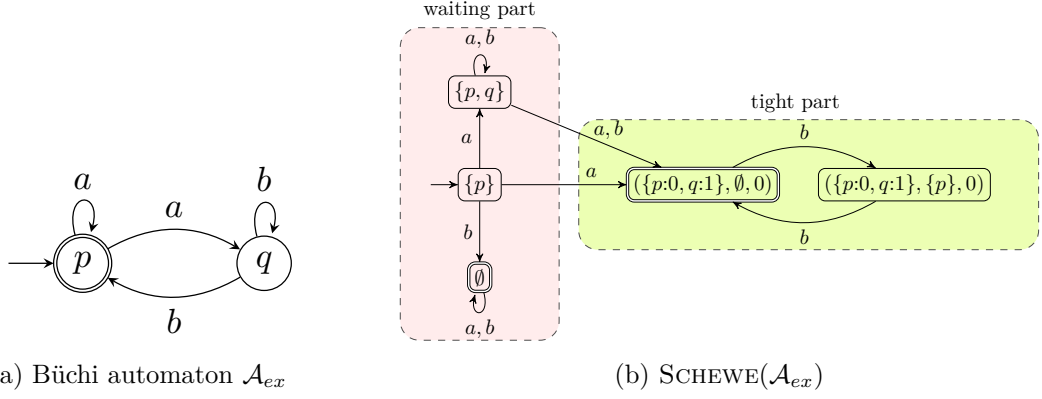 waiting part
a, b
{p, q}
a, b
tight part
a
b
{p}
a
({p:0, q:1}, ∅, 0)
({p:0, q:1}, {p}, 0)
b
b
∅
a, b
a
b
a
p
q
b
a) Büchi automaton 𝒜ex
(b) SCHEWE(𝒜ex)